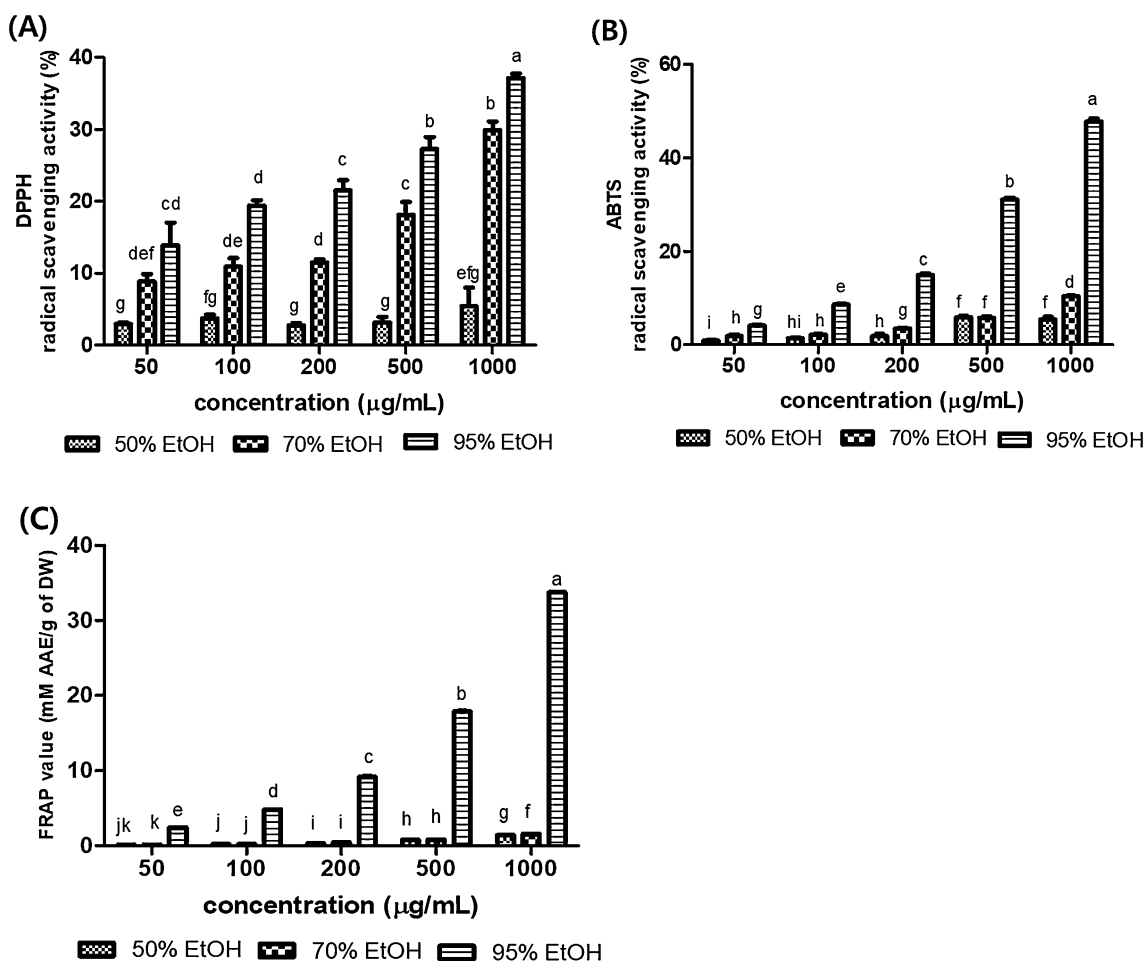 (A)
DPPH
radical scavenging activity (%)
40
30
20
10
0
g def cd
fg de d
g d c
g c b
efg b a
50 100 200 500 1000
concentration (μg/mL)
50% EtOH 70% EtOH 95% EtOH
(B)
ABTS
radical scavenging activity (%)
60
40
20
0
i h g
hi h e
h g c
f f b
f d a
50 100 200 500 1000
concentration (μg/mL)
50% EtOH 70% EtOH 95% EtOH
(C)
FRAP value (mM AAE/g of DW)
40
30
20
10
0
jk k e
j j d
i i c
h h b
g f a
50 100 200 500 1000
concentration (μg/mL)
50% EtOH 70% EtOH 95% EtOH